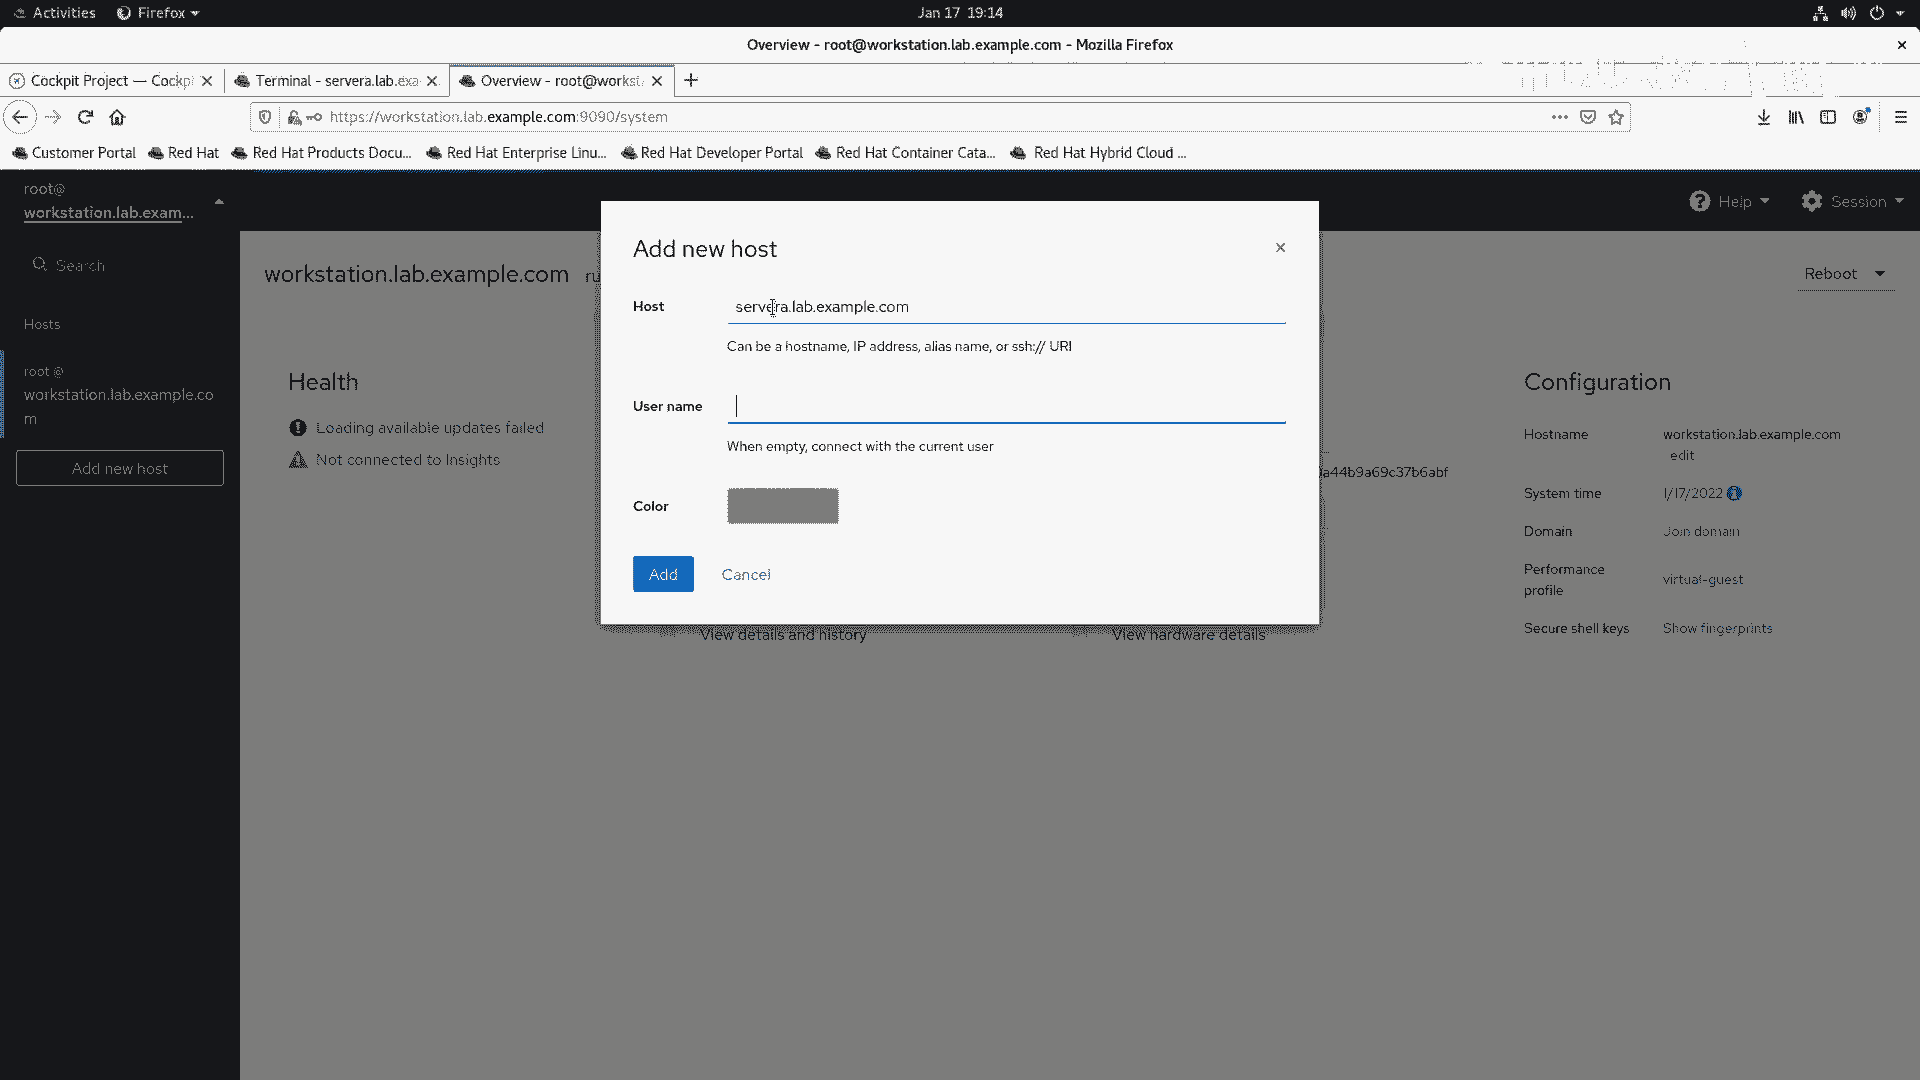 Activities Firefox Jan 17 19:14
Overview - root@workstation.lab.example.com - Mozilla Firefox
Cockpit Project — Cockpi Terminal - servera.lab.exa Overview - root@workst
https://workstation.lab.example.com:9090/system
Customer Portal Red Hat Red Hat Products Docu... Red Hat Enterprise Linu... Red Hat Developer Portal Red Hat Container Cata... Red Hat Hybrid Cloud ...
root@
workstation.lab.exam...
Help Session
Search
Hosts
root @
workstation.lab.example.co
m
Add new host
workstation.lab.example.com ru
Reboot
Health
Loading available updates failed
Not connected to Insights
Add new host
Host servera.lab.example.com
Can be a hostname, IP address, alias name, or ssh:// URI
User name
When empty, connect with the current user
Color
Add Cancel
View details and history
View hardware details
a44b9a69c37b6abf
Configuration
Hostname workstation.lab.example.com
edit
System time 1/17/2022
Domain Join domain
Performance
profile virtual-guest
Secure shell keys Show fingerprints